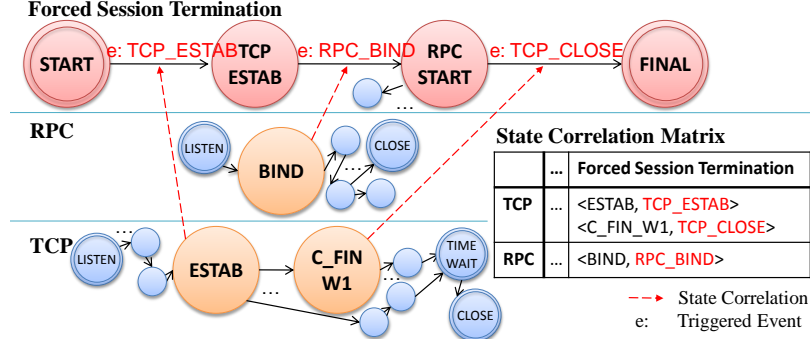 Forced Session Termination
START
e: TCP_ESTAB
TCP
ESTAB
e: RPC_BIND
RPC
START
e: TCP_CLOSE
FINAL
...
RPC
LISTEN
BIND
CLOSE
TCP
LISTEN
...
ESTAB
...
C_FIN
W1
...
TIME
WAIT
CLOSE
State Correlation Matrix
... Forced Session Termination
TCP ... <ESTAB, TCP_ESTAB>
<C_FIN_W1, TCP_CLOSE>
RPC ... <BIND, RPC_BIND>
State Correlation
e: Triggered Event